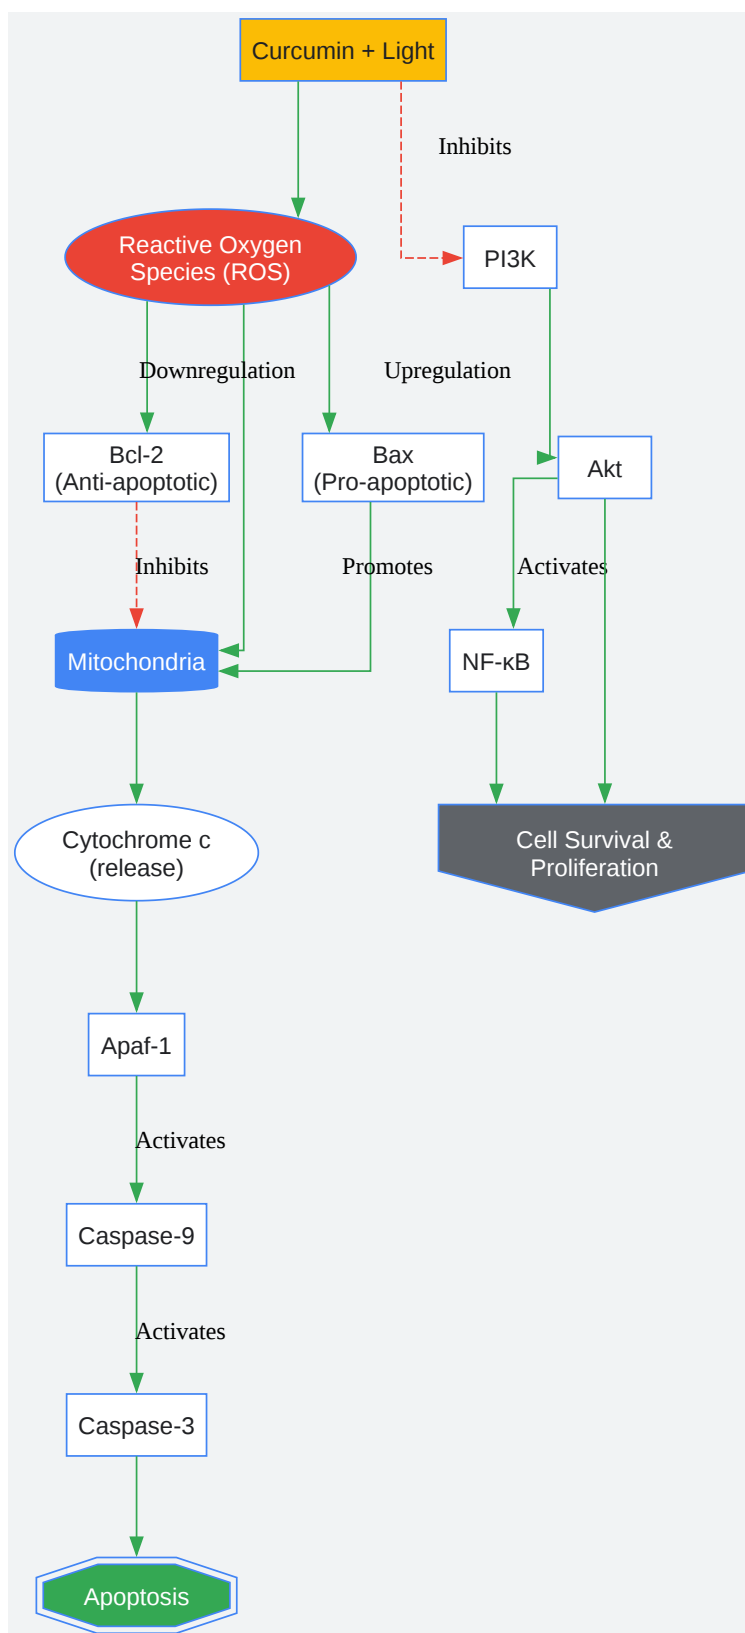 Curcumin + Light
Inhibits
Reactive Oxygen
Species (ROS)
PI3K
Downregulation
Upregulation
Bcl-2
(Anti-apoptotic)
Bax
(Pro-apoptotic)
Akt
Inhibits
Promotes
Activates
Mitochondria
NF-κB
Cytochrome c
(release)
Cell Survival &
Proliferation
Apaf-1
Activates
Caspase-9
Activates
Caspase-3
Apoptosis